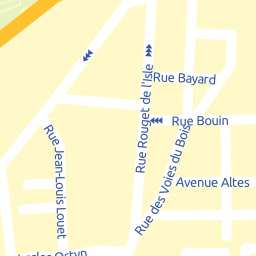 Rue Bayard
Rue Rouget de l'Isle
Rue Bouin
Rue Jean-Louis Louet
Rue des Voies du Bois
Avenue Altes
Ostyn